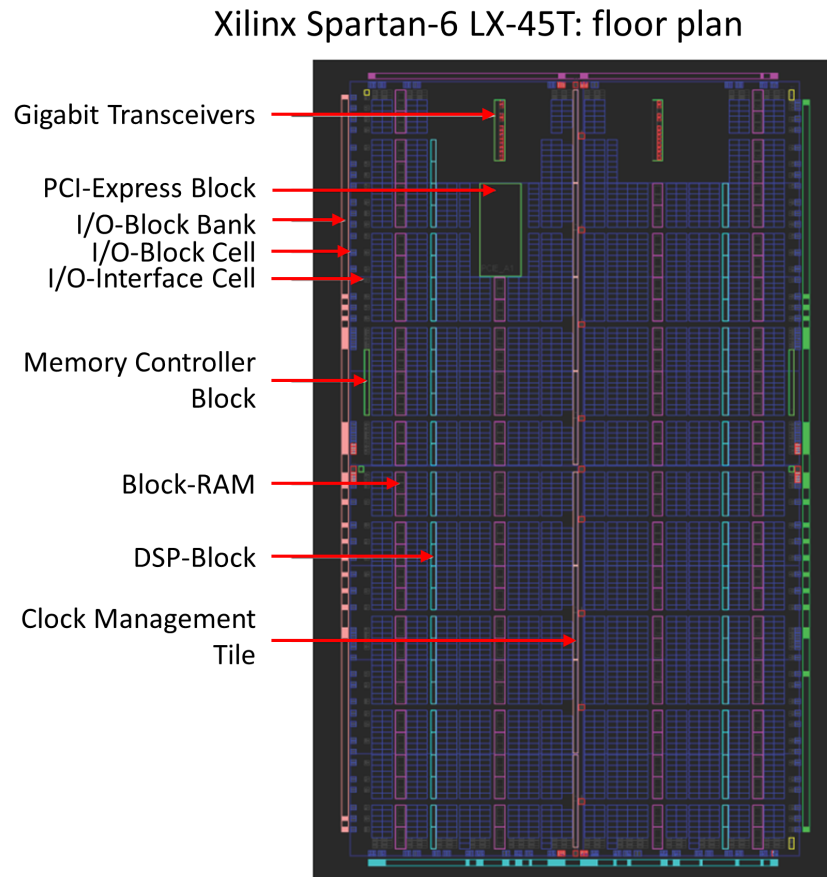 Xilinx Spartan-6 LX-45T: floor plan
Gigabit Transceivers
PCI-Express Block
I/O-Block Bank
I/O-Block Cell
I/O-Interface Cell
Memory Controller
Block
Block-RAM
DSP-Block
Clock Management
Tile